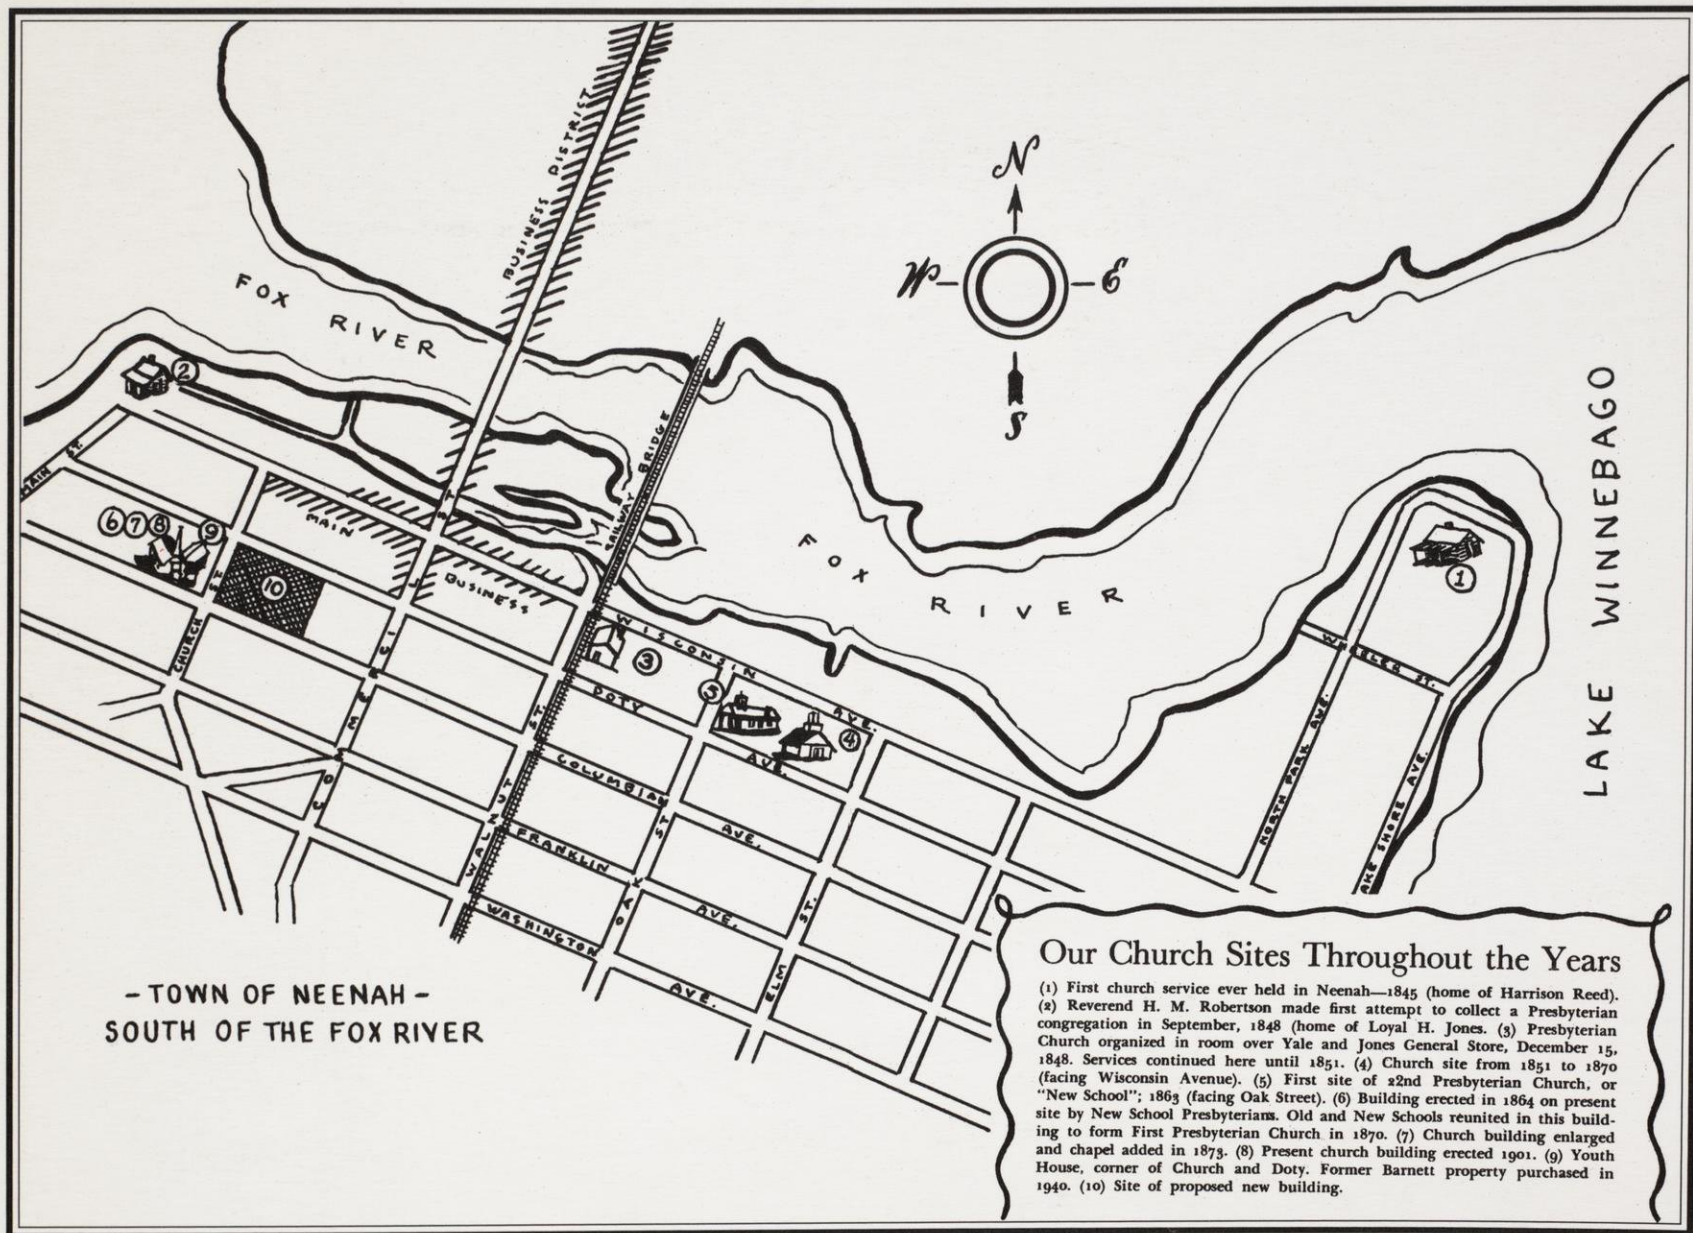 BUSINESS DISTRICT
N
W
E
S
FOX RIVER
2
RAILWAY BRIDGE
LAKE WINNEBAGO
MAIN ST.
6 7 8
9
MAIN
BUSINESS
10
FOX RIVER
1
WHEELER ST.
WISCONSIN AVE.
3
5
4
CHURCH ST.
S. COMMERCIAL ST.
DOTY AVE.
WALNUT ST.
COLUMBIAN AVE.
FRANKLIN AVE.
OAK ST.
WASHINGTON AVE.
ELM ST.
NORTH PARK AVE.
LAKE SHORE AVE.
- TOWN OF NEENAH -
SOUTH OF THE FOX RIVER
Our Church Sites Throughout the Years
(1) First church service ever held in Neenah—1845 (home of Harrison Reed).
(2) Reverend H. M. Robertson made first attempt to collect a Presbyterian
congregation in September, 1848 (home of Loyal H. Jones. (3) Presbyterian
Church organized in room over Yale and Jones General Store, December 15,
1848. Services continued here until 1851. (4) Church site from 1851 to 1870
(facing Wisconsin Avenue). (5) First site of 22nd Presbyterian Church, or
"New School"; 1863 (facing Oak Street). (6) Building erected in 1864 on present
site by New School Presbyterians. Old and New Schools reunited in this build-
ing to form First Presbyterian Church in 1870. (7) Church building enlarged
and chapel added in 1873. (8) Present church building erected 1901. (9) Youth
House, corner of Church and Doty. Former Barnett property purchased in
1940. (10) Site of proposed new building.